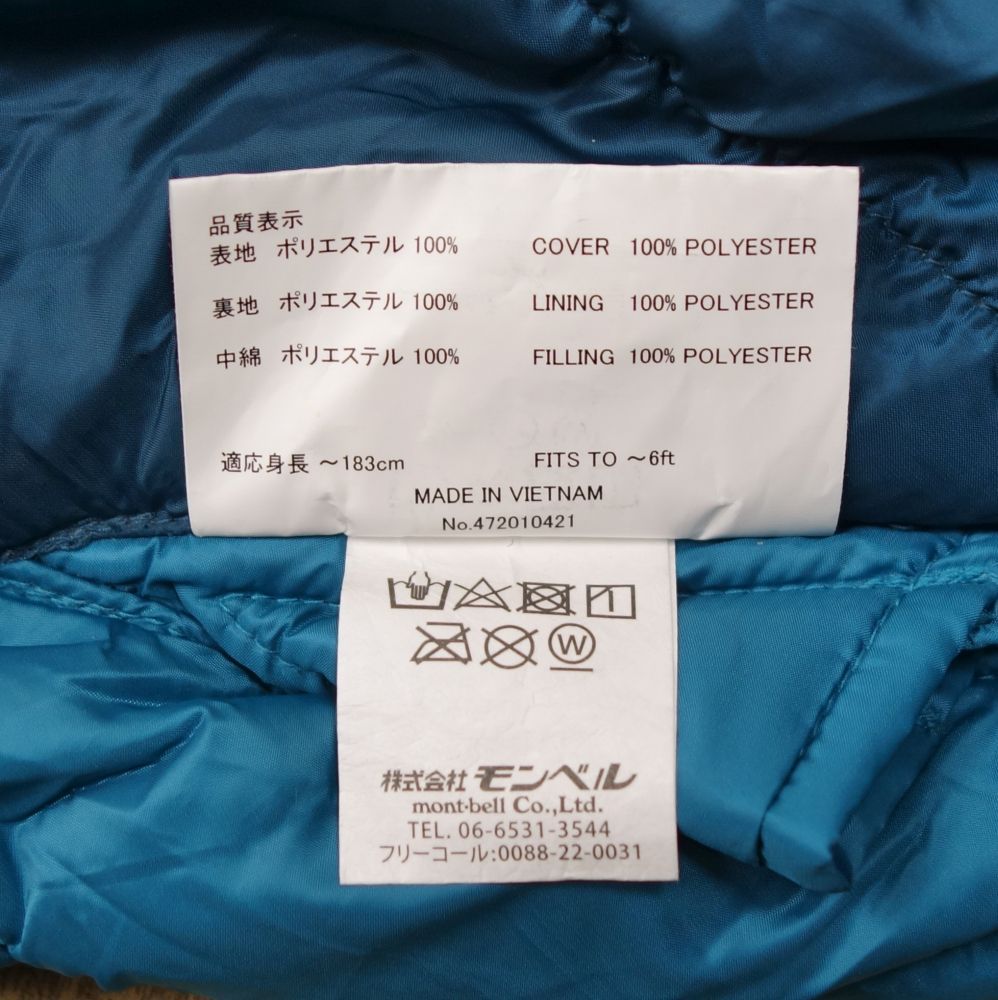 品質表示
表地 ポリエステル 100% COVER 100% POLYESTER
裏地 ポリエステル 100% LINING 100% POLYESTER
中綿 ポリエステル 100% FILLING 100% POLYESTER
適応身長 ～183cm FITS TO ～6ft
MADE IN VIETNAM
No.472010421
W
株式会社 モンベル
mont-bell Co.,Ltd.
TEL. 06-6531-3544
フリーコール:0088-22-0031